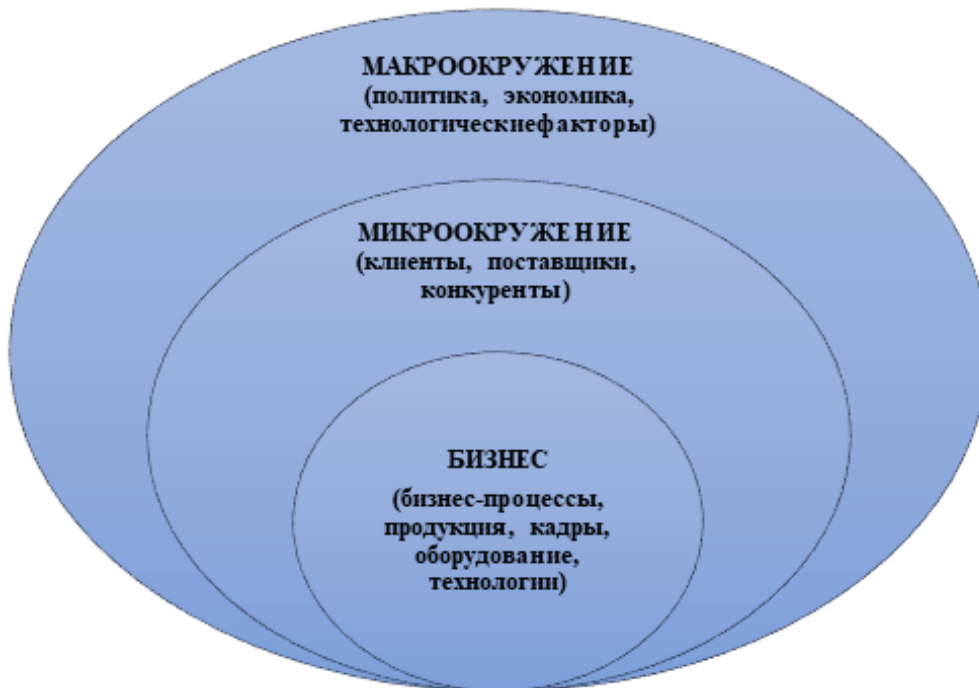 МАКРООКРУЖЕНИЕ
(политика, экономика,
технологическиефакторы)
МИКРООКРУЖЕНИЕ
(клиенты, поставщики,
конкуренты)
БИЗНЕС
(бизнес-процессы,
продукция, кадры,
оборудование,
технологии)